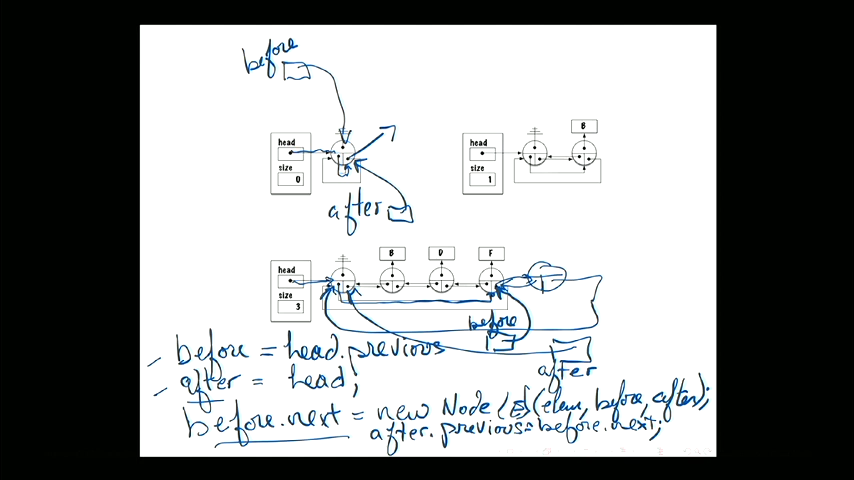 before
head
size
0
after
head
size
1
B
head
size
3
B
D
F
before
after
before = head.previous
after = head;
before.next = new Node<E>(elem, before, after);
after.previous = before.next;